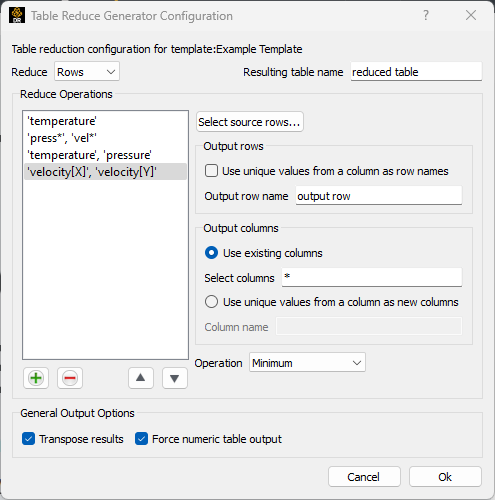 Table Reduce Generator Configuration
Table reduction configuration for template:Example Template
Reduce Rows Resulting table name reduced table
Reduce Operations
'temperature'
'press*', 'vel*'
'temperature', 'pressure'
'velocity[X]', 'velocity[Y]'
Select source rows...
Output rows
Use unique values from a column as row names
Output row name output row
Output columns
Use existing columns
Select columns *
Use unique values from a column as new columns
Column name
Operation Minimum
General Output Options
Transpose results Force numeric table output
Cancel Ok